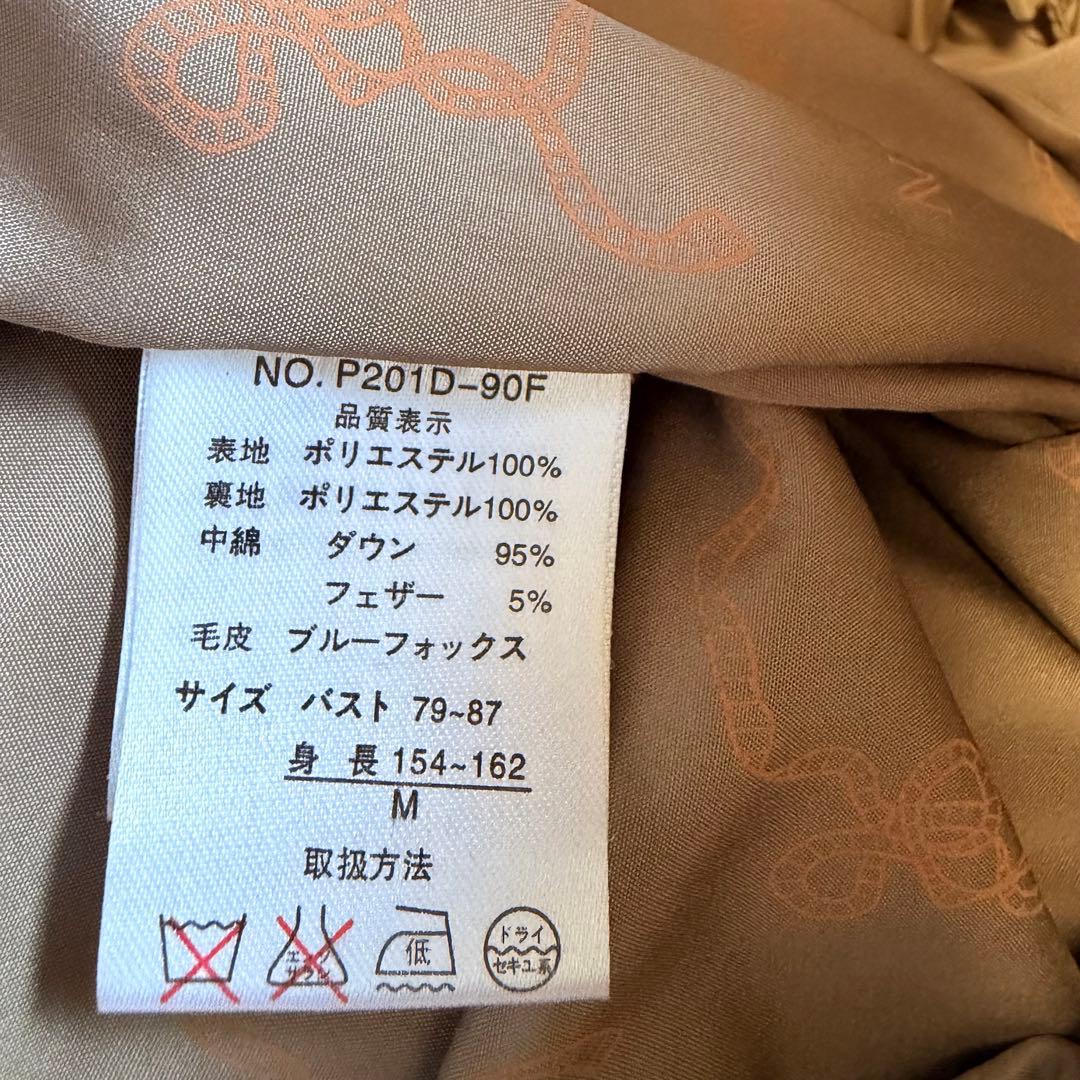 N
NO. P201D-90F
品質表示
表地 ポリエステル100%
裏地 ポリエステル100%
中綿 ダウン 95%
フェザー 5%
毛皮 ブルーフォックス
サイズ バスト 79~87
身 長 154~162
M
取扱方法
低
ドライ
セキユ系